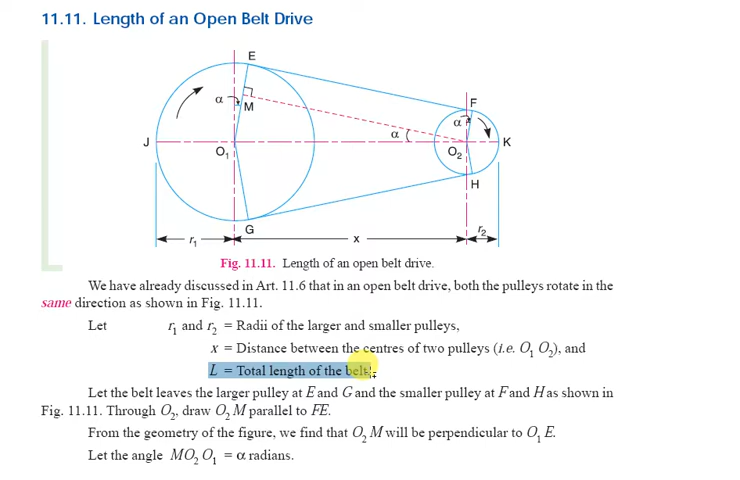 11.11. Length of an Open Belt Drive
E
F
α
M
α
α
J
O₁
O₂
K
H
G
r₁
x
r₂
Fig. 11.11. Length of an open belt drive.
We have already discussed in Art. 11.6 that in an open belt drive, both the pulleys rotate in the
same direction as shown in Fig. 11.11.
Let r₁ and r₂ = Radii of the larger and smaller pulleys,
x = Distance between the centres of two pulleys (i.e. O₁ O₂), and
L = Total length of the belt.
Let the belt leaves the larger pulley at E and G and the smaller pulley at F and H as shown in
Fig. 11.11. Through O₂, draw O₂ M parallel to FE.
From the geometry of the figure, we find that O₂ M will be perpendicular to O₁ E.
Let the angle MO₂ O₁ = α radians.